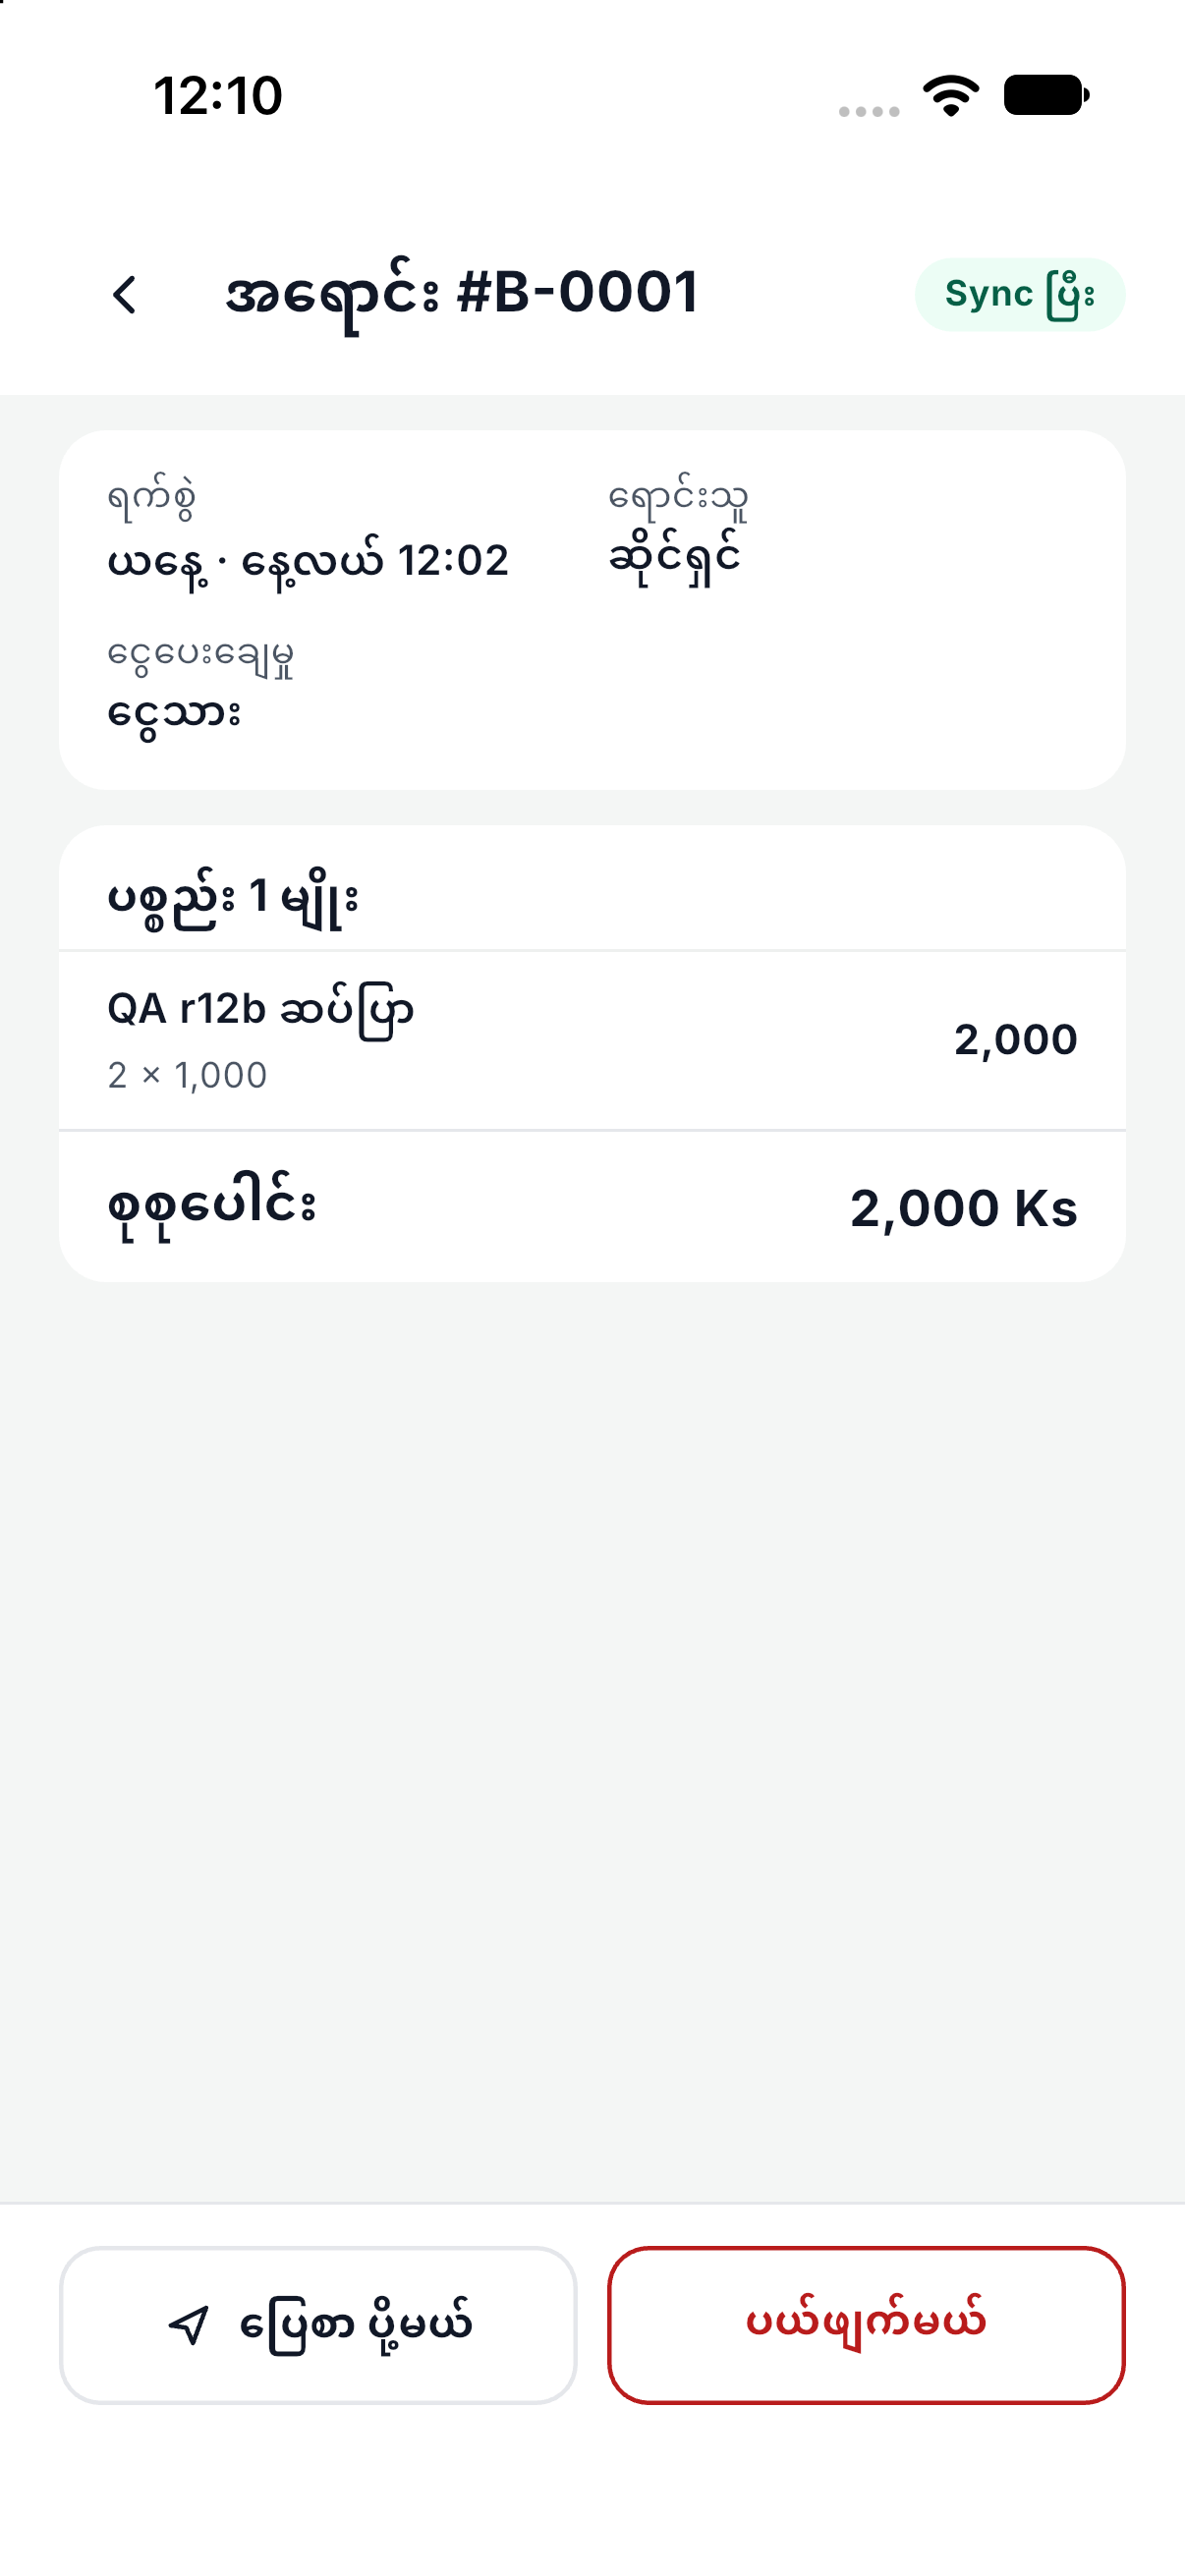 12:10
အရောင်း #B-0001
Sync ပြီး
ရက်စွဲ
ရောင်းသူ
ယနေ့ · နေ့လယ် 12:02
ဆိုင်ရှင်
ငွေပေးချေမှု
ငွေသား
ပစ္စည်း 1 မျိုး
QA r12b ဆပ်ပြာ
2,000
2 × 1,000
စုစုပေါင်း
2,000 Ks
ပြေစာ ပို့မယ်
ပယ်ဖျက်မယ်